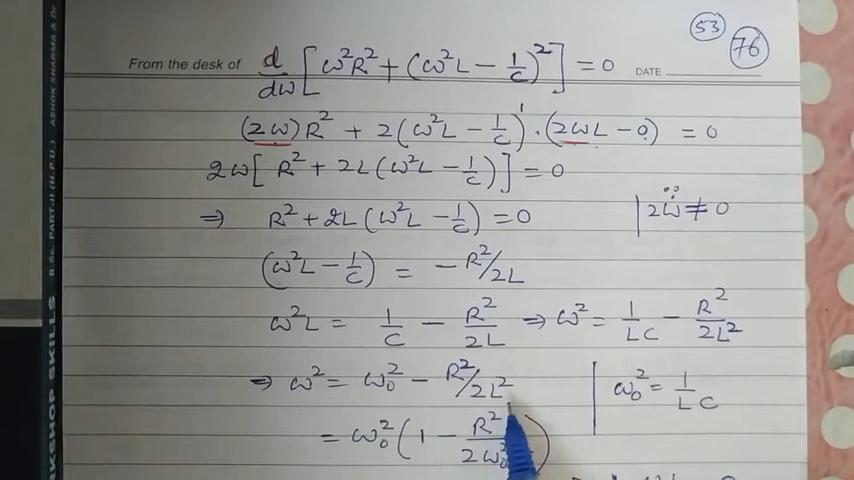 53
76
From the desk of d/dω [ω²R² + (ω²L - 1/C)²] = 0 DATE
(2ω)R² + 2(ω²L - 1/C)¹ · (2ωL - 0) = 0
2ω[R² + 2L(ω²L - 1/C)] = 0
⇒ R² + 2L(ω²L - 1/C) = 0 | ∵ 2ω ≠ 0
(ω²L - 1/C) = - R²/2L
ω²L = 1/C - R²/2L ⇒ ω² = 1/LC - R²/2L²
⇒ ω² = ω₀² - R²/2L² | ω₀² = 1/LC
= ω₀² (1 - R²/2ω₀² )
ASHOK SHARMA & Dr.
B.Sc. PART-II (H.P.U.)
WORKSHOP SKILLS